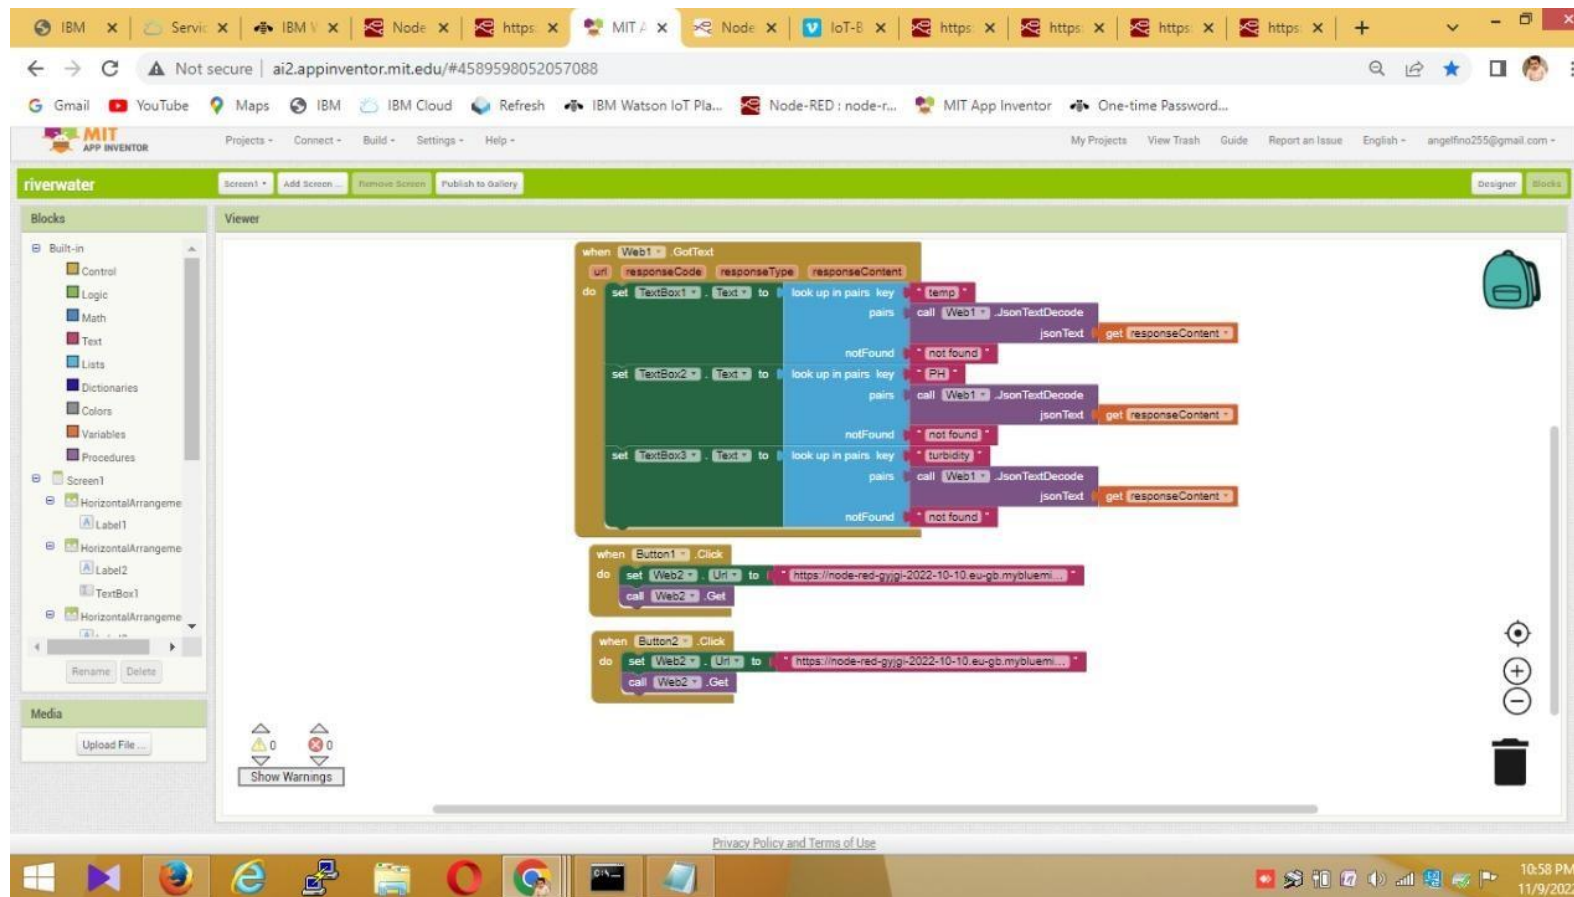 IBM
Servic
IBM W
Node
https:
MIT A
Node
IoT-B
https:
https:
https:
https:
Not secure | ai2.appinventor.mit.edu/#4589598052057088
Gmail YouTube Maps IBM IBM Cloud Refresh IBM Watson IoT Pla... Node-RED : node-r... MIT App Inventor One-time Password...
MIT
APP INVENTOR
Projects Connect Build Settings Help
My Projects View Trash Guide Report an Issue English angelfino255@gmail.com
riverwater
Screen1 Add Screen ... Remove Screen Publish to Gallery
Designer Blocks
Blocks
Viewer
Built-in
Control
Logic
Math
Text
Lists
Dictionaries
Colors
Variables
Procedures
Screen1
HorizontalArrangeme
Label1
HorizontalArrangeme
Label2
TextBox1
HorizontalArrangeme
Rename Delete
Media
Upload File ...
when Web1 .GotText
url responseCode responseType responseContent
do set TextBox1 . Text to look up in pairs key " temp "
pairs call Web1 .JsonTextDecode
jsonText get responseContent
notFound " not found "
set TextBox2 . Text to look up in pairs key " PH "
pairs call Web1 .JsonTextDecode
jsonText get responseContent
notFound " not found "
set TextBox3 . Text to look up in pairs key " turbidity "
pairs call Web1 .JsonTextDecode
jsonText get responseContent
notFound " not found "
when Button1 .Click
do set Web2 . Url to " https://node-red-gyjgi-2022-10-10.eu-gb.mybluemi... "
call Web2 .Get
when Button2 .Click
do set Web2 . Url to " https://node-red-gyjgi-2022-10-10.eu-gb.mybluemi... "
call Web2 .Get
0 0
Show Warnings
Privacy Policy and Terms of Use
10:58 PM
11/9/2022